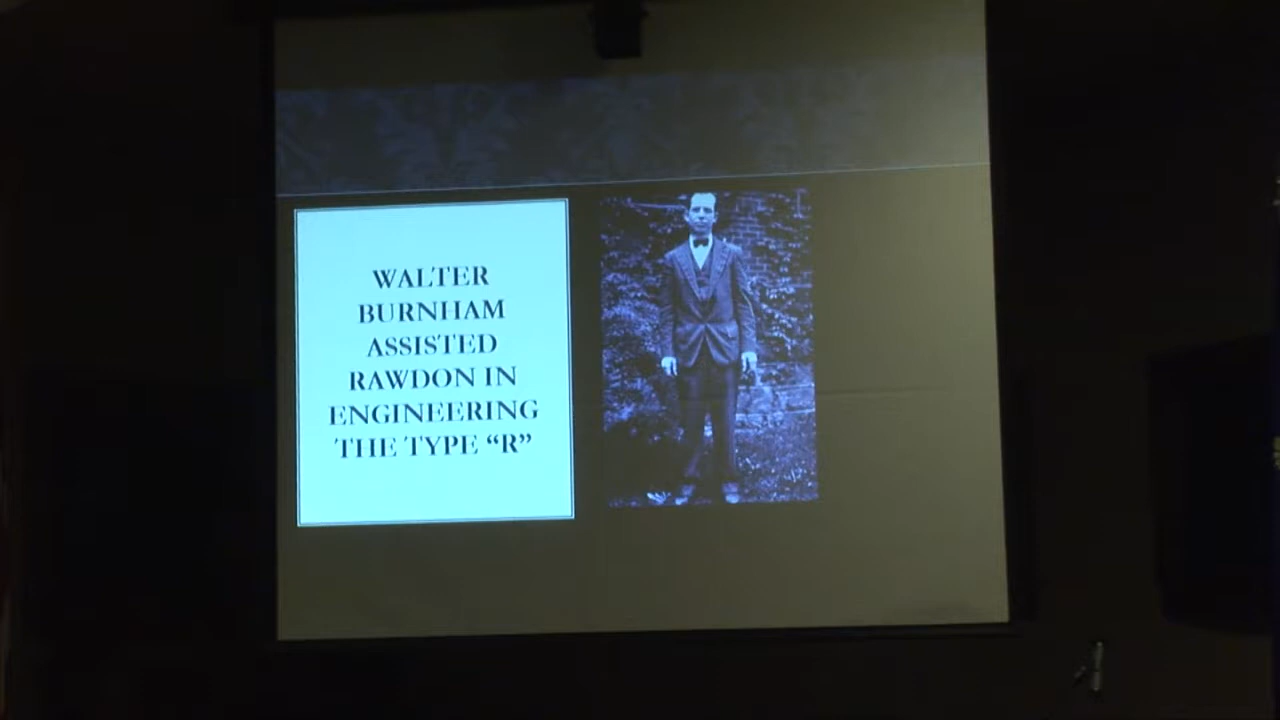 WALTER
BURNHAM
ASSISTED
RAWDON IN
ENGINEERING
THE TYPE “R”